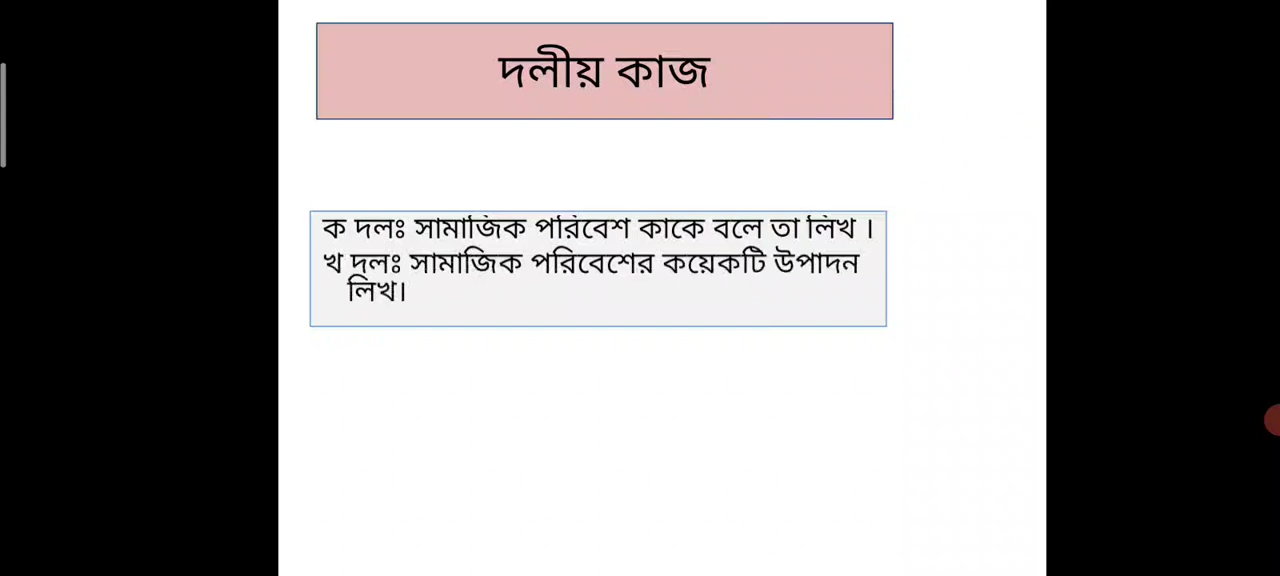 দলীয় কাজ
ক দলঃ সামাজিক পরিবেশ কাকে বলে তা লিখ ।
খ দলঃ সামাজিক পরিবেশের কয়েকটি উপাদন
লিখ।